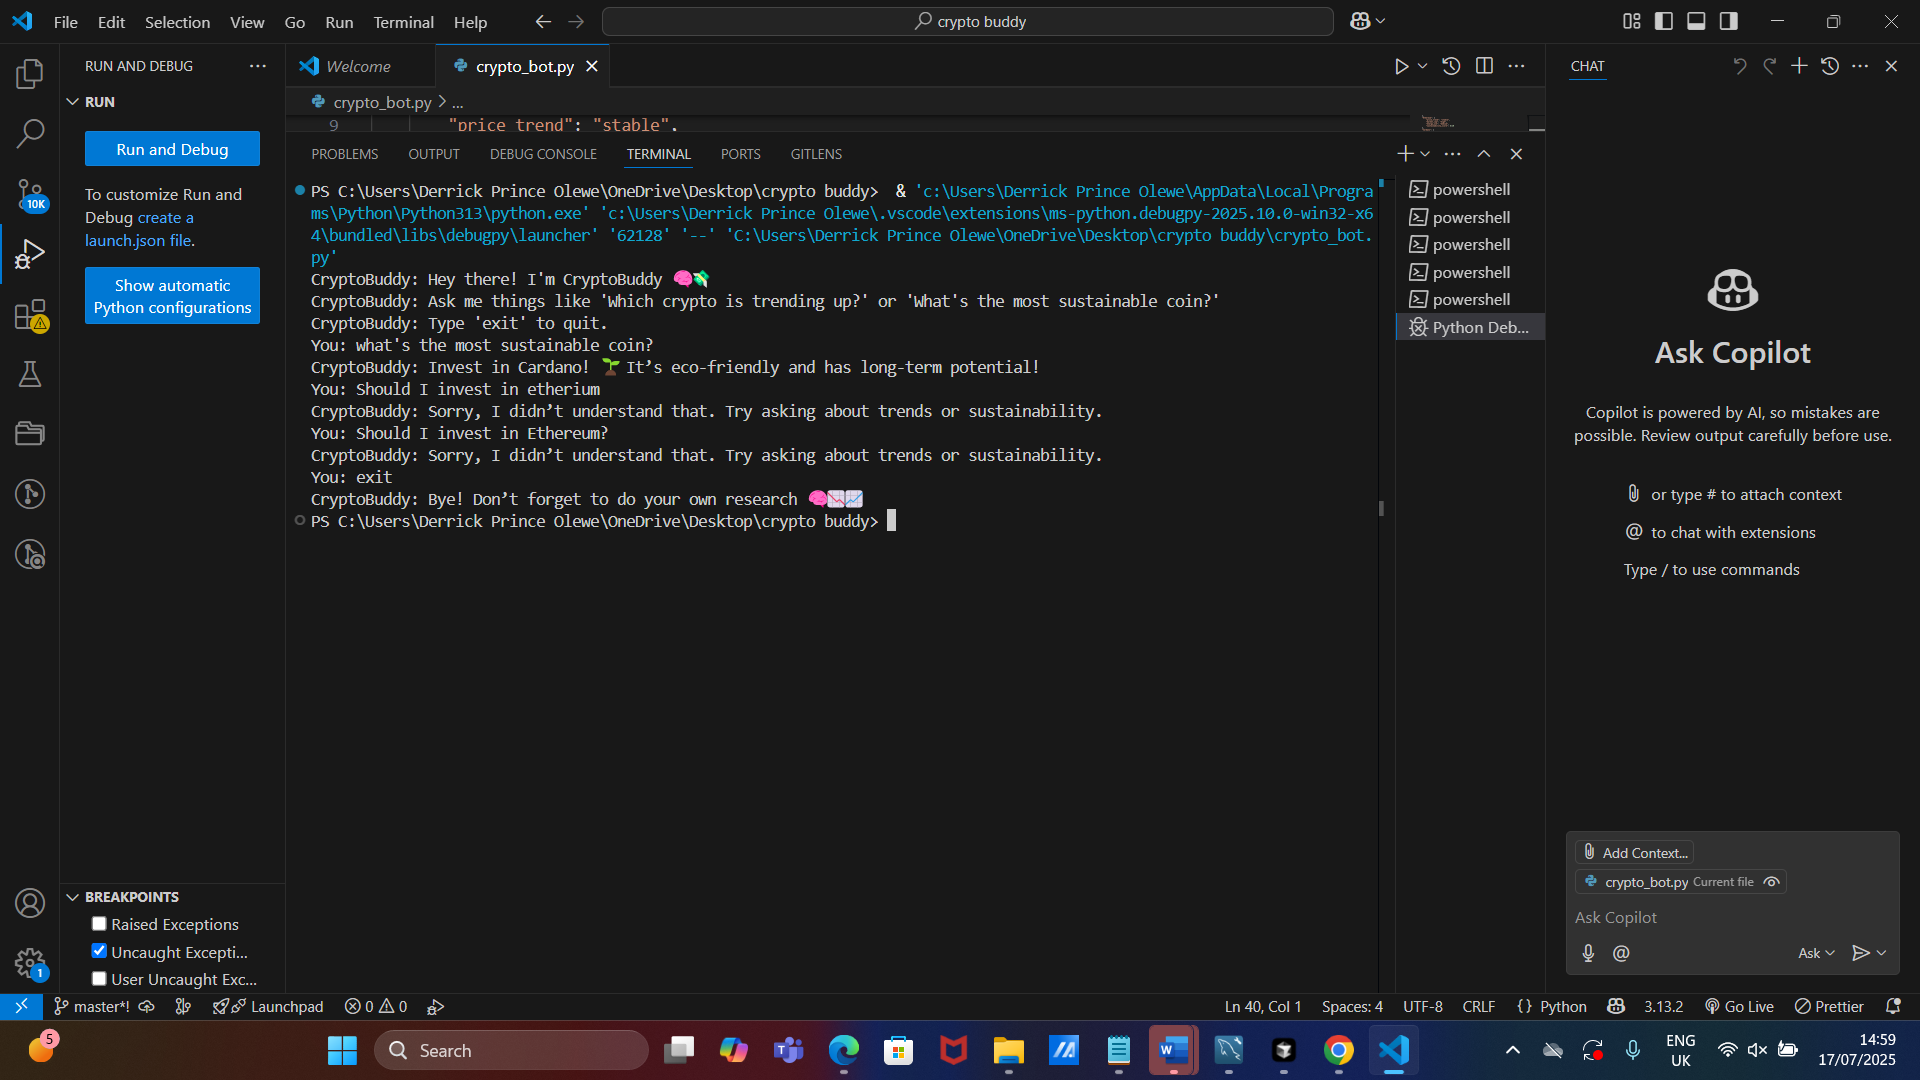 File Edit Selection View Go Run Terminal Help
crypto buddy
RUN AND DEBUG
RUN
Run and Debug
To customize Run and
Debug create a
launch.json file.
Show automatic
Python configurations
10K
Welcome
crypto_bot.py
crypto_bot.py > ...
9 "price_trend": "stable",
PROBLEMS OUTPUT DEBUG CONSOLE TERMINAL PORTS GITLENS
PS C:\Users\Derrick Prince Olewe\OneDrive\Desktop\crypto buddy>  & 'c:\Users\Derrick Prince Olewe\AppData\Local\Progra
ms\Python\Python313\python.exe' 'c:\Users\Derrick Prince Olewe\.vscode\extensions\ms-python.debugpy-2025.10.0-win32-x6
4\bundled\libs\debugpy\launcher' '62128' '--' 'C:\Users\Derrick Prince Olewe\OneDrive\Desktop\crypto buddy\crypto_bot.
py'
CryptoBuddy: Hey there! I'm CryptoBuddy 🧠💸
CryptoBuddy: Ask me things like 'Which crypto is trending up?' or 'What's the most sustainable coin?'
CryptoBuddy: Type 'exit' to quit.
You: what's the most sustainable coin?
CryptoBuddy: Invest in Cardano! 🌱 It’s eco-friendly and has long-term potential!
You: Should I invest in etherium
CryptoBuddy: Sorry, I didn’t understand that. Try asking about trends or sustainability.
You: Should I invest in Ethereum?
CryptoBuddy: Sorry, I didn’t understand that. Try asking about trends or sustainability.
You: exit
CryptoBuddy: Bye! Don’t forget to do your own research 🧠📉📈
PS C:\Users\Derrick Prince Olewe\OneDrive\Desktop\crypto buddy>
powershell
powershell
powershell
powershell
powershell
Python Deb...
CHAT
Ask Copilot
Copilot is powered by AI, so mistakes are
possible. Review output carefully before use.
or type # to attach context
@ to chat with extensions
Type / to use commands
Add Context...
crypto_bot.py Current file
Ask Copilot
@ Ask
BREAKPOINTS
Raised Exceptions
Uncaught Excepti...
User Uncaught Exc...
1
master*! Launchpad 0 0
Ln 40, Col 1 Spaces: 4 UTF-8 CRLF {} Python 3.13.2 Go Live Prettier
5
Search
ENG
UK
14:59
17/07/2025